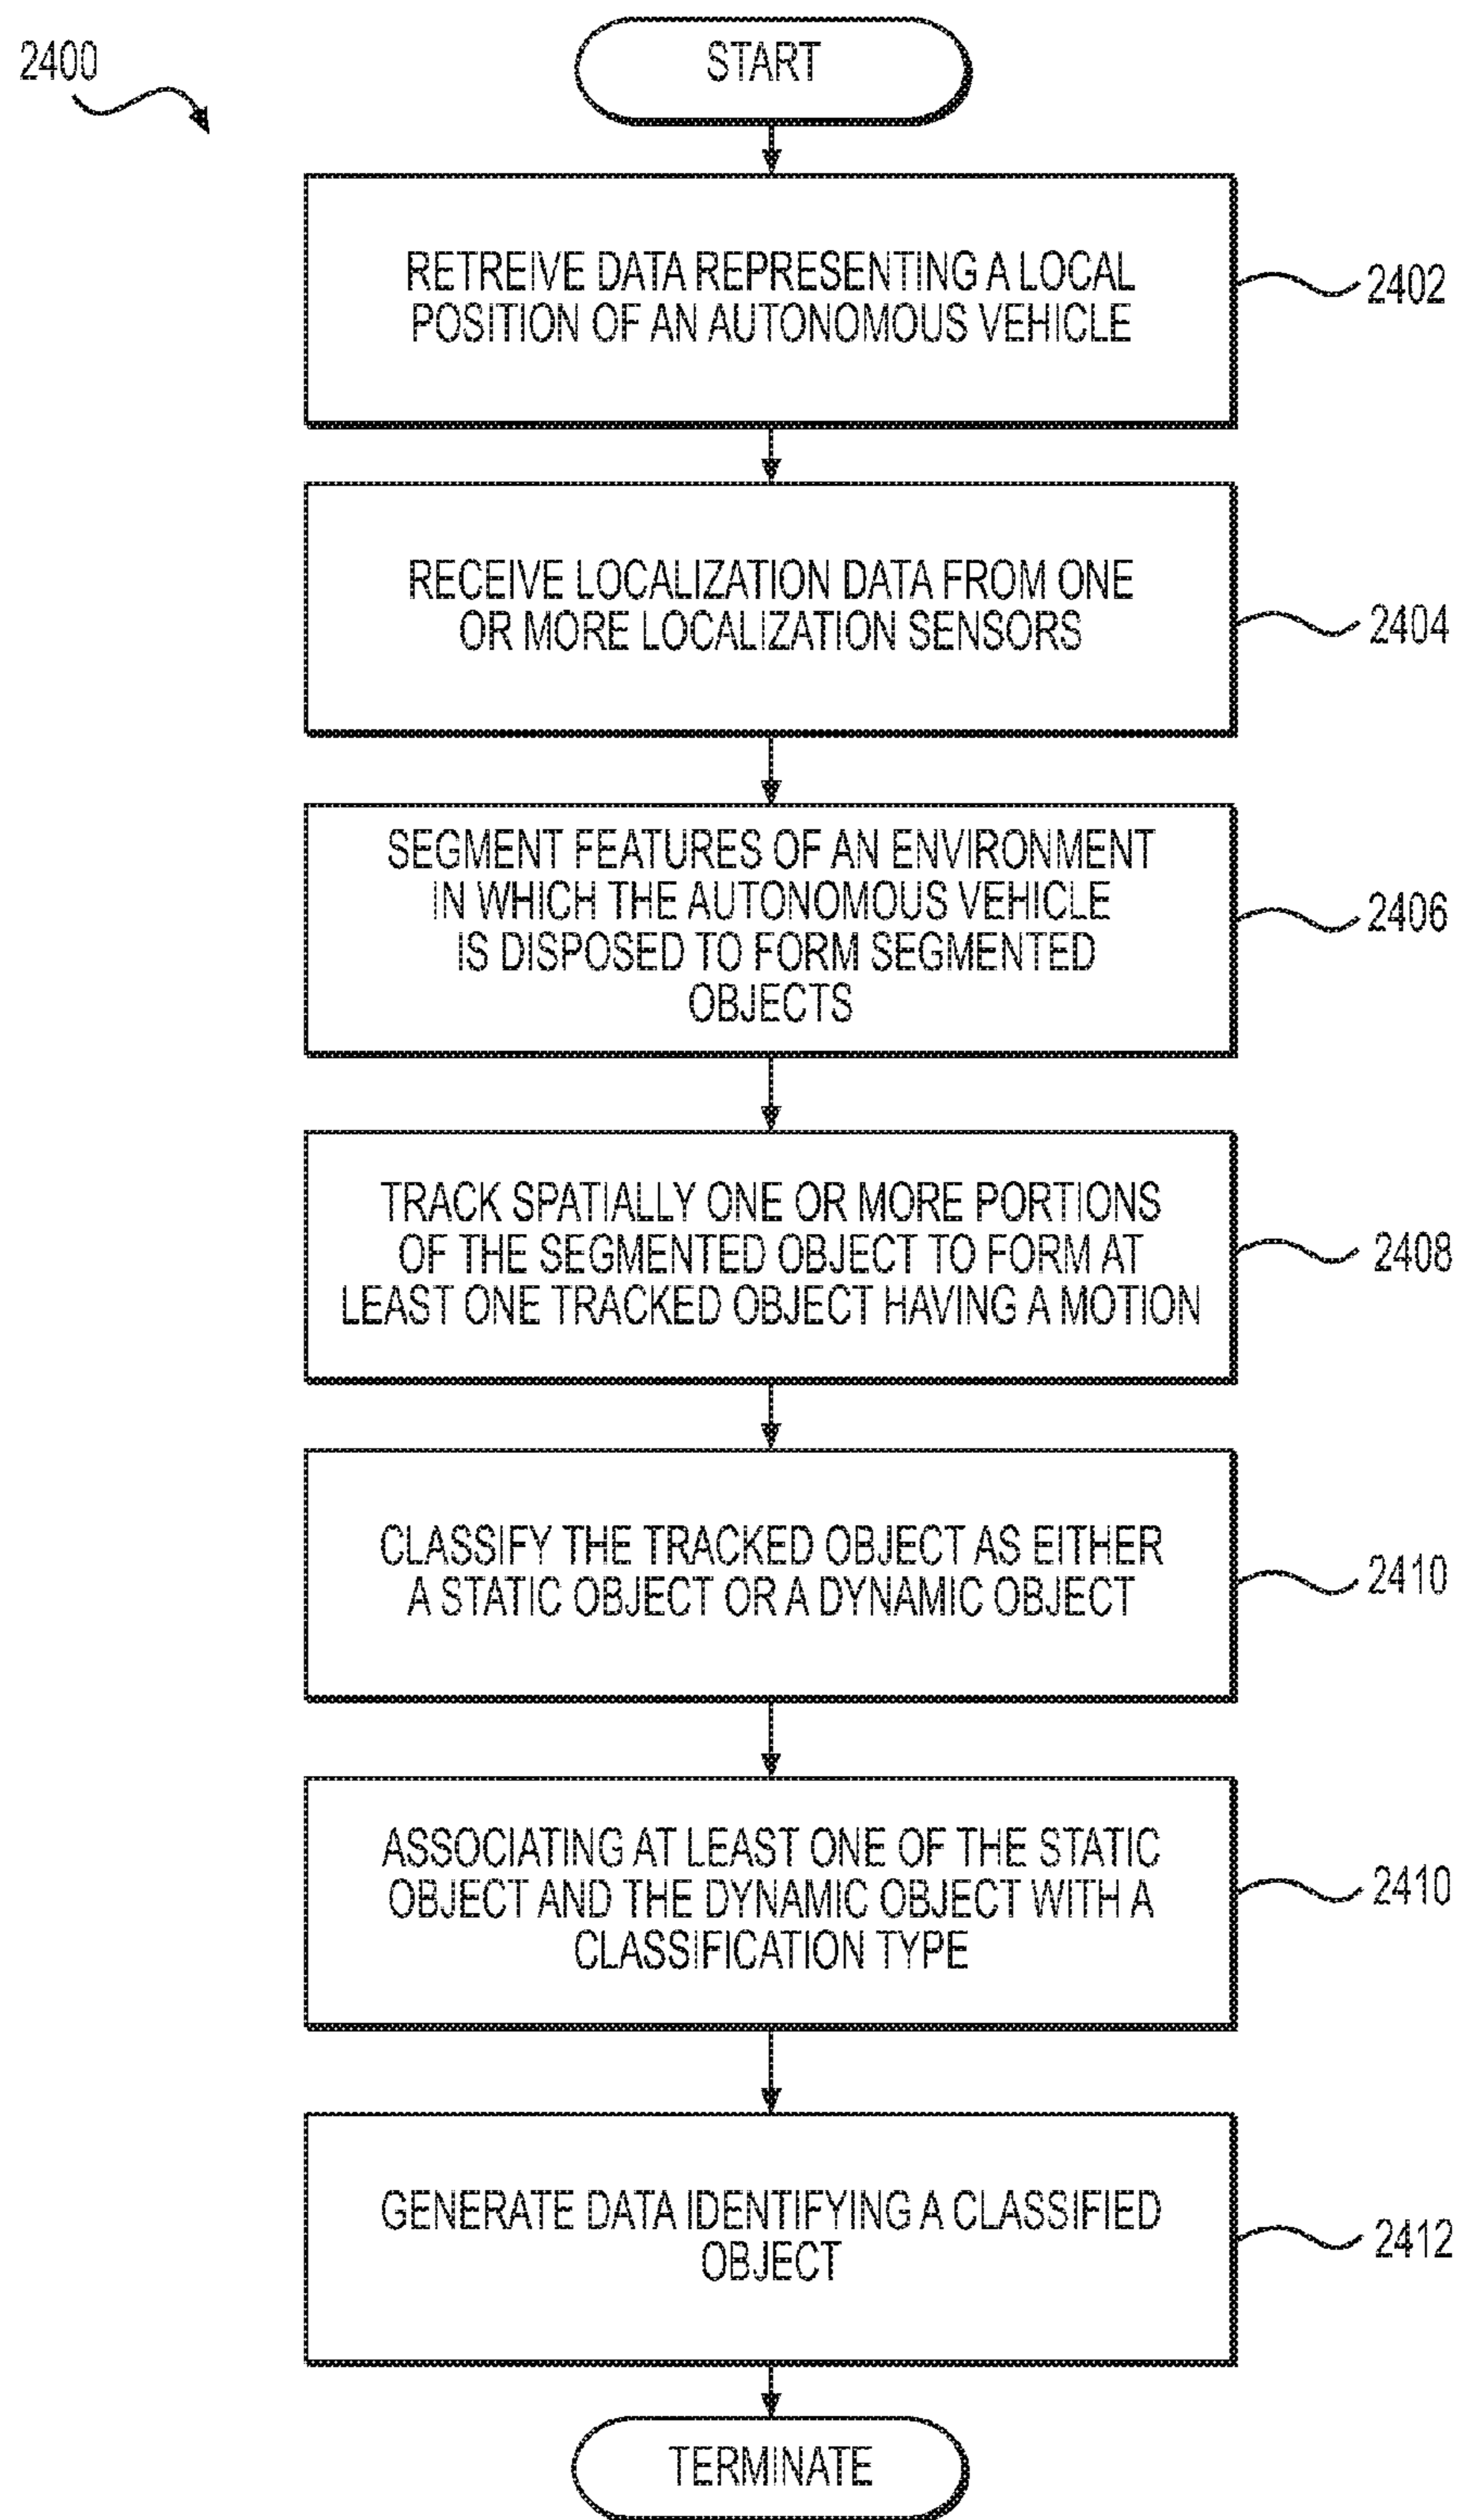 2400
START
RETREIVE DATA REPRESENTING A LOCAL
POSITION OF AN AUTONOMOUS VEHICLE
2402
RECEIVE LOCALIZATION DATA FROM ONE
OR MORE LOCALIZATION SENSORS
2404
SEGMENT FEATURES OF AN ENVIRONMENT
IN WHICH THE AUTONOMOUS VEHICLE
IS DISPOSED TO FORM SEGMENTED
OBJECTS
2406
TRACK SPATIALLY ONE OR MORE PORTIONS
OF THE SEGMENTED OBJECT TO FORM AT
LEAST ONE TRACKED OBJECT HAVING A MOTION
2408
CLASSIFY THE TRACKED OBJECT AS EITHER
A STATIC OBJECT OR A DYNAMIC OBJECT
2410
ASSOCIATING AT LEAST ONE OF THE STATIC
OBJECT AND THE DYNAMIC OBJECT WITH A
CLASSIFICATION TYPE
2410
GENERATE DATA IDENTIFYING A CLASSIFIED
OBJECT
2412
TERMINATE